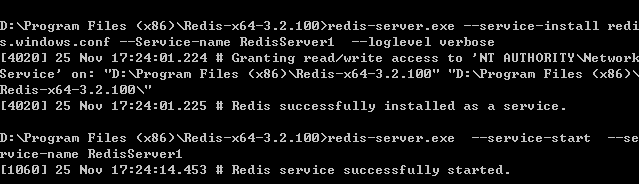 D:\Program Files (x86)\Redis-x64-3.2.100>redis-server.exe --service-install redi
s.windows.conf --Service-name RedisServer1  --loglevel verbose
[4020] 25 Nov 17:24:01.224 # Granting read/write access to 'NT AUTHORITY\Network
Service' on: "D:\Program Files (x86)\Redis-x64-3.2.100" "D:\Program Files (x86)\
Redis-x64-3.2.100\"
[4020] 25 Nov 17:24:01.225 # Redis successfully installed as a service.
D:\Program Files (x86)\Redis-x64-3.2.100>redis-server.exe  --service-start  --se
rvice-name RedisServer1
[1060] 25 Nov 17:24:14.453 # Redis service successfully started.